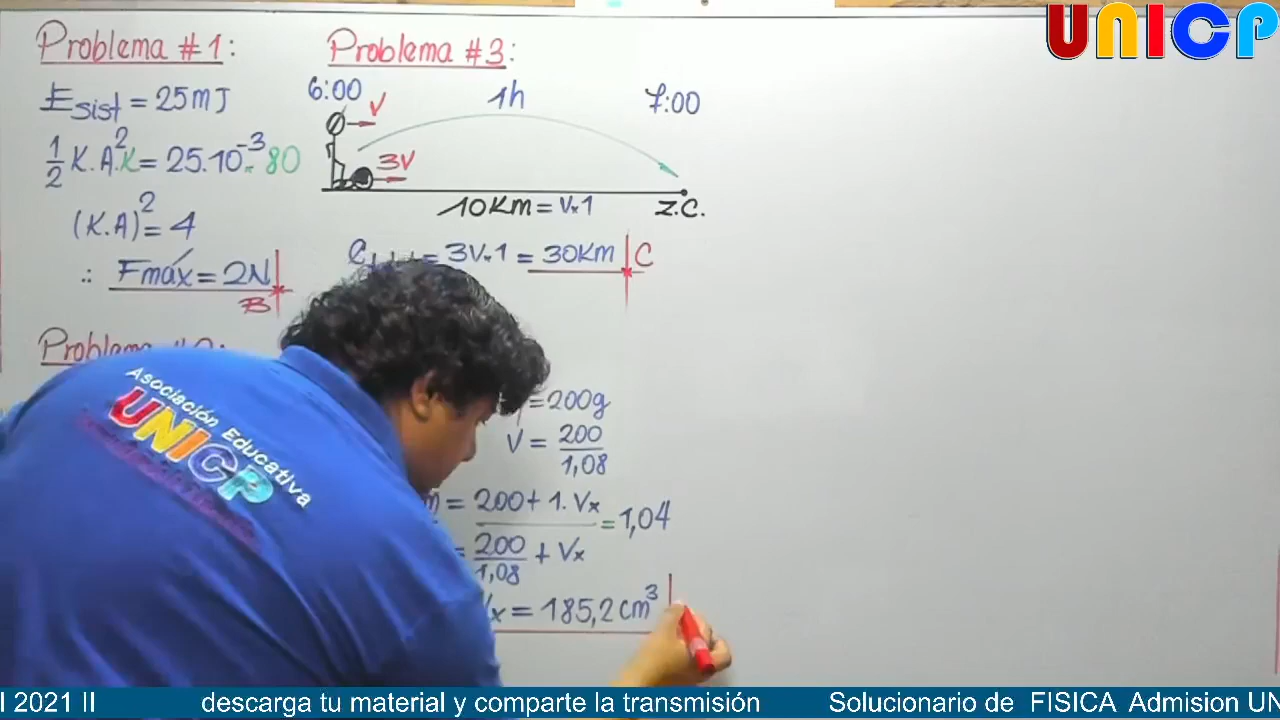 UNICP
Problema #1:
Esist = 25mJ
1/2 K.A².K = 25.10⁻³.80
(K.A)² = 4
∴ Fmáx = 2N
B
Problema #3:
6:00
1h
7:00
V
3V
10Km = V.1
Z.C.
= 3V.1 = 30Km
C
Problema
= 200g
V = 200/1,08
= 200 + 1.Vx
= 1,04
= 200/1,08 + Vx
Vx = 185,2 cm³
Asociación Educativa
UNICP
I 2021 II descarga tu material y comparte la transmisión Solucionario de FISICA Admision UN